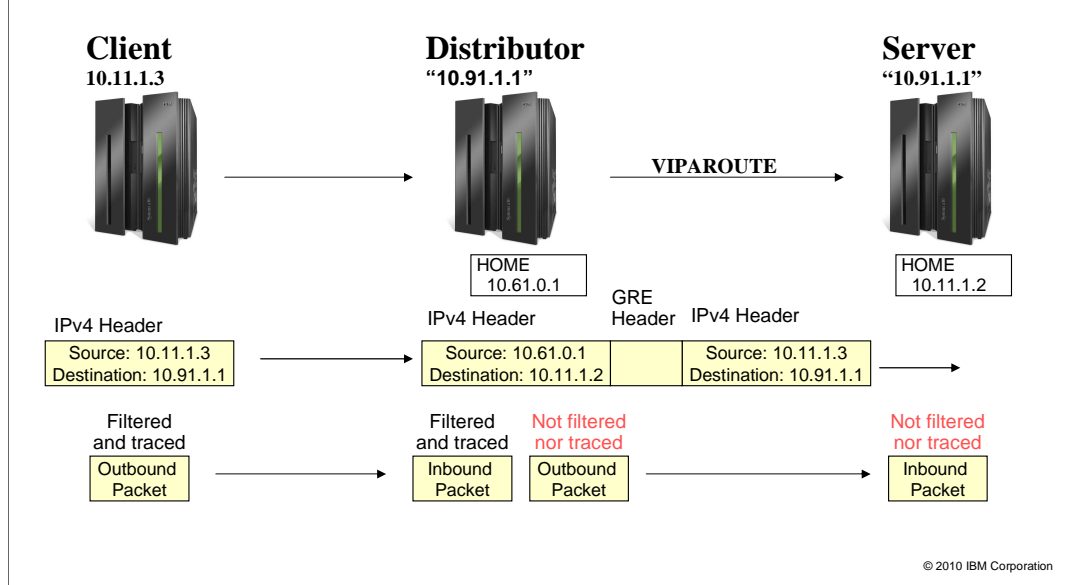 Client
10.11.1.3
Distributor
“10.91.1.1”
Server
“10.91.1.1”
VIPAROUTE
HOME
10.61.0.1
HOME
10.11.1.2
IPv4 Header
IPv4 Header
GRE
Header
IPv4 Header
Source: 10.11.1.3
Destination: 10.91.1.1
Source: 10.61.0.1
Destination: 10.11.1.2
Source: 10.11.1.3
Destination: 10.91.1.1
Filtered
and traced
Filtered
and traced
Not filtered
nor traced
Not filtered
nor traced
Outbound
Packet
Inbound
Packet
Outbound
Packet
Inbound
Packet
© 2010 IBM Corporation